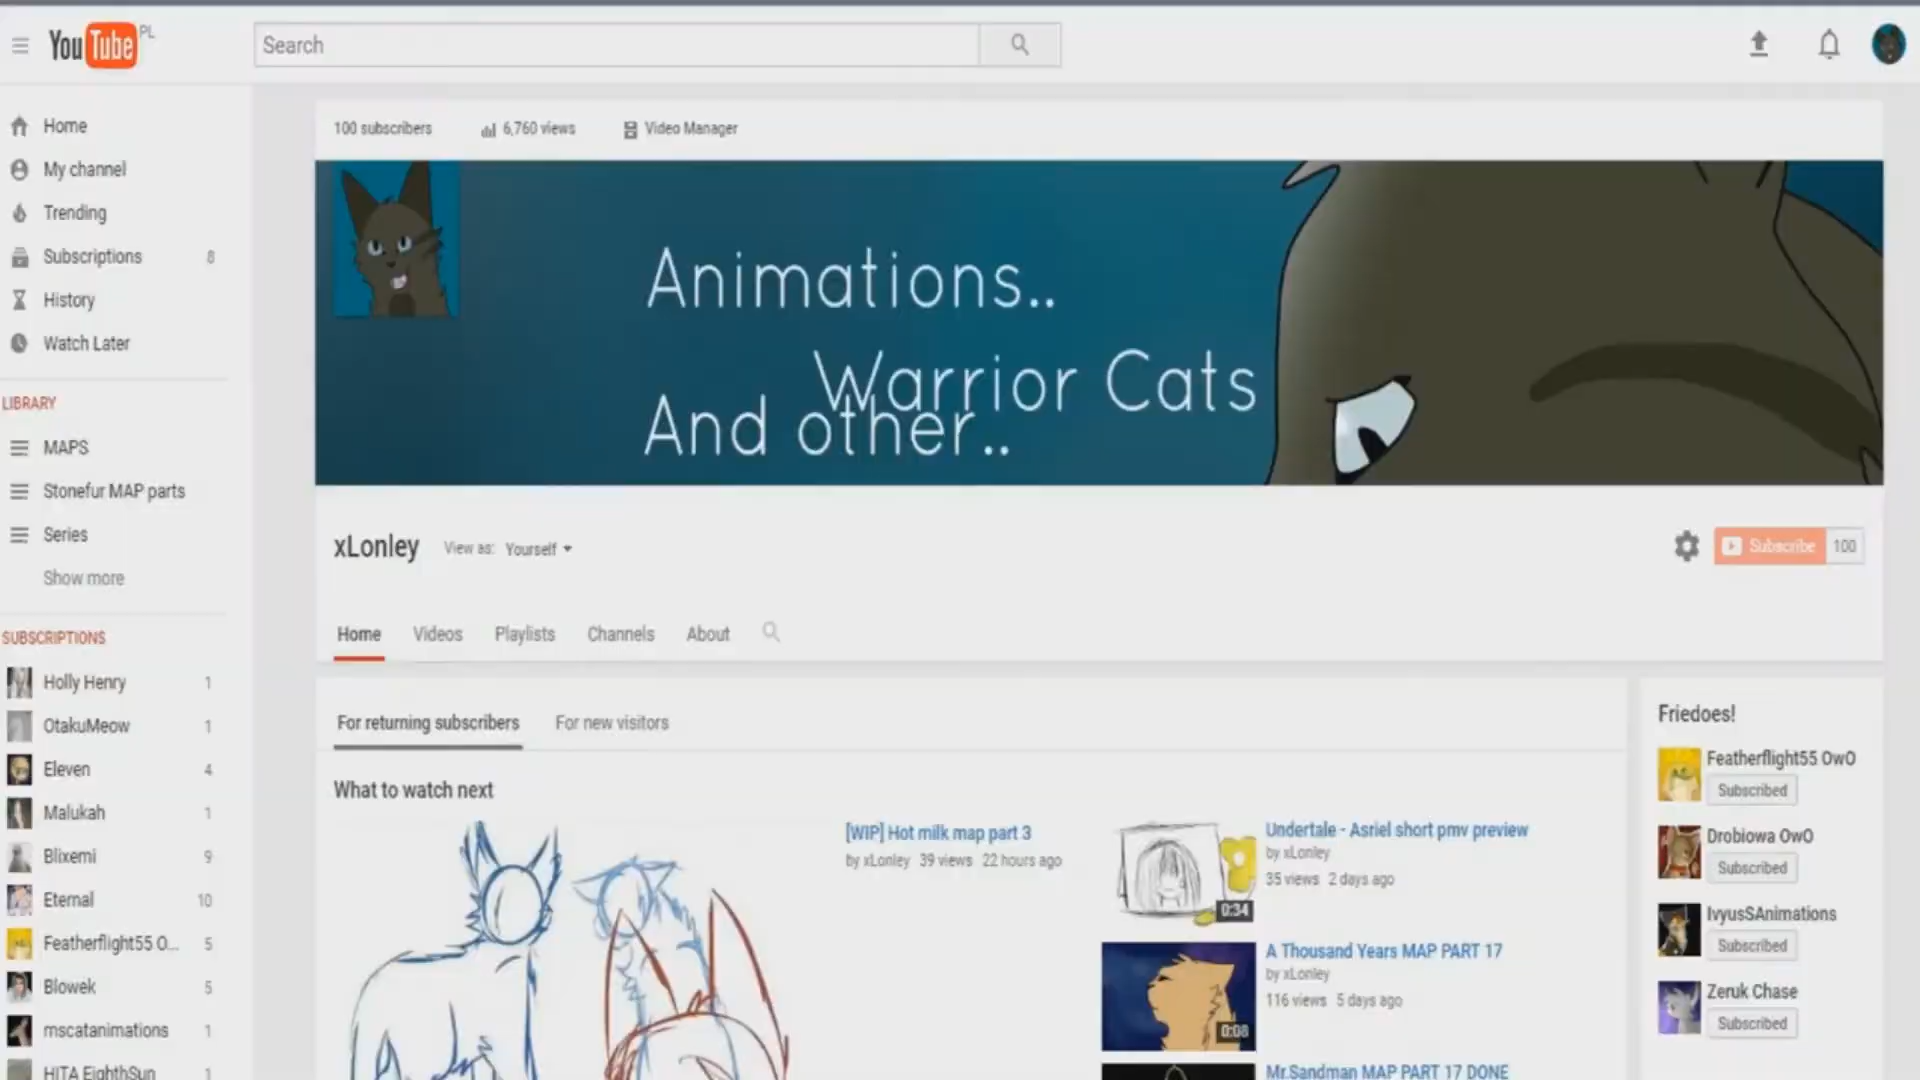 YouTube PL
Search
Home
My channel
Trending
Subscriptions 8
History
Watch Later
LIBRARY
MAPS
Stonefur MAP parts
Series
Show more
SUBSCRIPTIONS
Holly Henry 1
OtakuMeow 1
Eleven 4
Malukah 1
Blixemi 9
Eternal 10
Featherflight55 O... 5
Blowek 5
mscatanimations 1
HITA EighthSun 1
100 subscribers 6,760 views Video Manager
Animations..
Warrior Cats
And other..
xLonley View as: Yourself
Subscribe 100
Home Videos Playlists Channels About
For returning subscribers For new visitors
What to watch next
[WIP] Hot milk map part 3
by xLonley 39 views 22 hours ago
0:34
Undertale - Asriel short pmv preview
by xLonley
35 views 2 days ago
0:08
A Thousand Years MAP PART 17
by xLonley
116 views 5 days ago
Mr.Sandman MAP PART 17 DONE
Friedoes!
Featherflight55 OwO
Subscribed
Drobiowa OwO
Subscribed
IvyusSAnimations
Subscribed
Zeruk Chase
Subscribed